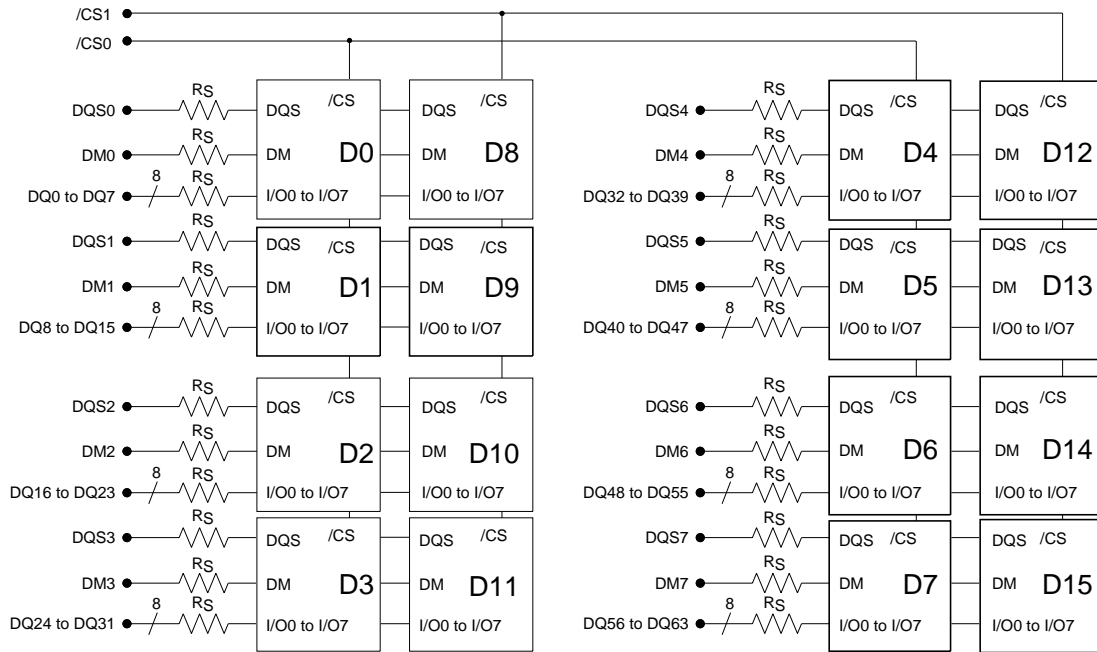 /CS1
/CS0
RS
DQS0
DQS /CS
DQS /CS
RS
DM0
DM D0
DM D8
8 RS
DQ0 to DQ7
I/O0 to I/O7
I/O0 to I/O7
RS
DQS1
DQS /CS
DQS /CS
RS
DM1
DM D1
DM D9
8 RS
DQ8 to DQ15
I/O0 to I/O7
I/O0 to I/O7
RS
DQS2
DQS /CS
DQS /CS
RS
DM2
DM D2
DM D10
8 RS
DQ16 to DQ23
I/O0 to I/O7
I/O0 to I/O7
RS
DQS3
DQS /CS
DQS /CS
RS
DM3
DM D3
DM D11
8 RS
DQ24 to DQ31
I/O0 to I/O7
I/O0 to I/O7
RS
DQS4
DQS /CS
DQS /CS
RS
DM4
DM D4
DM D12
8 RS
DQ32 to DQ39
I/O0 to I/O7
I/O0 to I/O7
RS
DQS5
DQS /CS
DQS /CS
RS
DM5
DM D5
DM D13
8 RS
DQ40 to DQ47
I/O0 to I/O7
I/O0 to I/O7
RS
DQS6
DQS /CS
DQS /CS
RS
DM6
DM D6
DM D14
8 RS
DQ48 to DQ55
I/O0 to I/O7
I/O0 to I/O7
RS
DQS7
DQS /CS
DQS /CS
RS
DM7
DM D7
DM D15
8 RS
DQ56 to DQ63
I/O0 to I/O7
I/O0 to I/O7